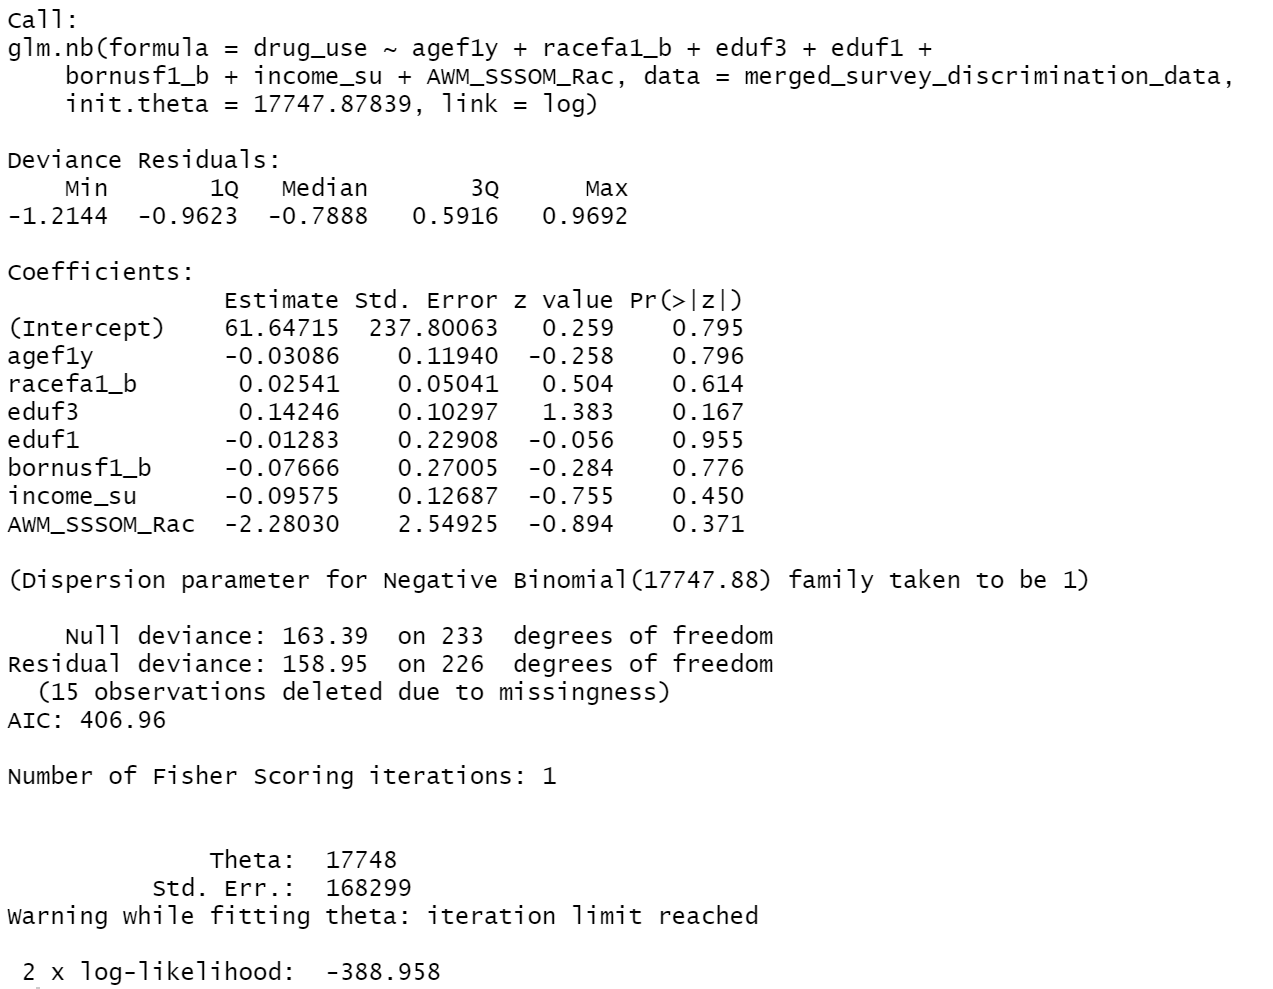 Call:
glm.nb(formula = drug_use ~ agef1y + racefa1_b + eduf3 + eduf1 +
    bornusf1_b + income_su + AWM_SSSOM_Rac, data = merged_survey_discrimination_data,
    init.theta = 17747.87839, link = log)

Deviance Residuals:
    Min       1Q   Median       3Q      Max
-1.2144  -0.9623  -0.7888   0.5916   0.9692

Coefficients:
               Estimate Std. Error z value Pr(>|z|)
(Intercept)    61.64715  237.80063   0.259    0.795
agef1y         -0.03086    0.11940  -0.258    0.796
racefa1_b       0.02541    0.05041   0.504    0.614
eduf3           0.14246    0.10297   1.383    0.167
eduf1          -0.01283    0.22908  -0.056    0.955
bornusf1_b     -0.07666    0.27005  -0.284    0.776
income_su      -0.09575    0.12687  -0.755    0.450
AWM_SSSOM_Rac  -2.28030    2.54925  -0.894    0.371

(Dispersion parameter for Negative Binomial(17747.88) family taken to be 1)

    Null deviance: 163.39  on 233  degrees of freedom
Residual deviance: 158.95  on 226  degrees of freedom
  (15 observations deleted due to missingness)
AIC: 406.96

Number of Fisher Scoring iterations: 1


              Theta:  17748
          Std. Err.:  168299
Warning while fitting theta: iteration limit reached

 2 x log-likelihood:  -388.958